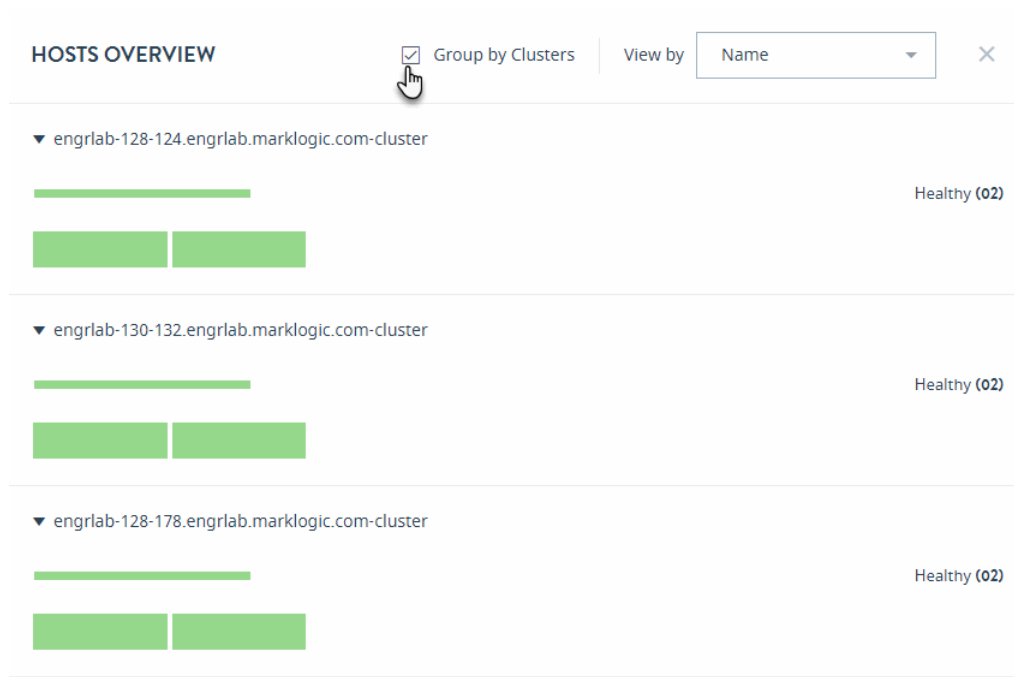 HOSTS OVERVIEW Group by Clusters View by Name
engrlab-128-124.engrlab.marklogic.com-cluster
Healthy (02)
engrlab-130-132.engrlab.marklogic.com-cluster
Healthy (02)
engrlab-128-178.engrlab.marklogic.com-cluster
Healthy (02)